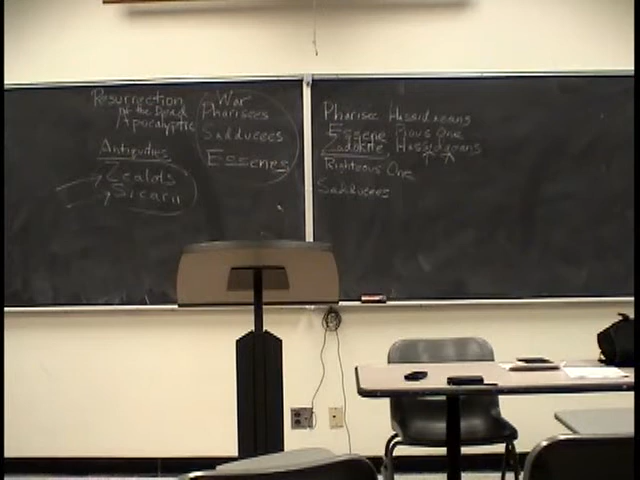 Resurrection
of the Dead
Apocalyptic
Antiquities
Zealots
Sicarii
War
Pharisees
Sadducees
Essenes
Pharisee Hassidaeans
Essene Pious One
Zadokite Hassideans
Righteous One
Sadducees